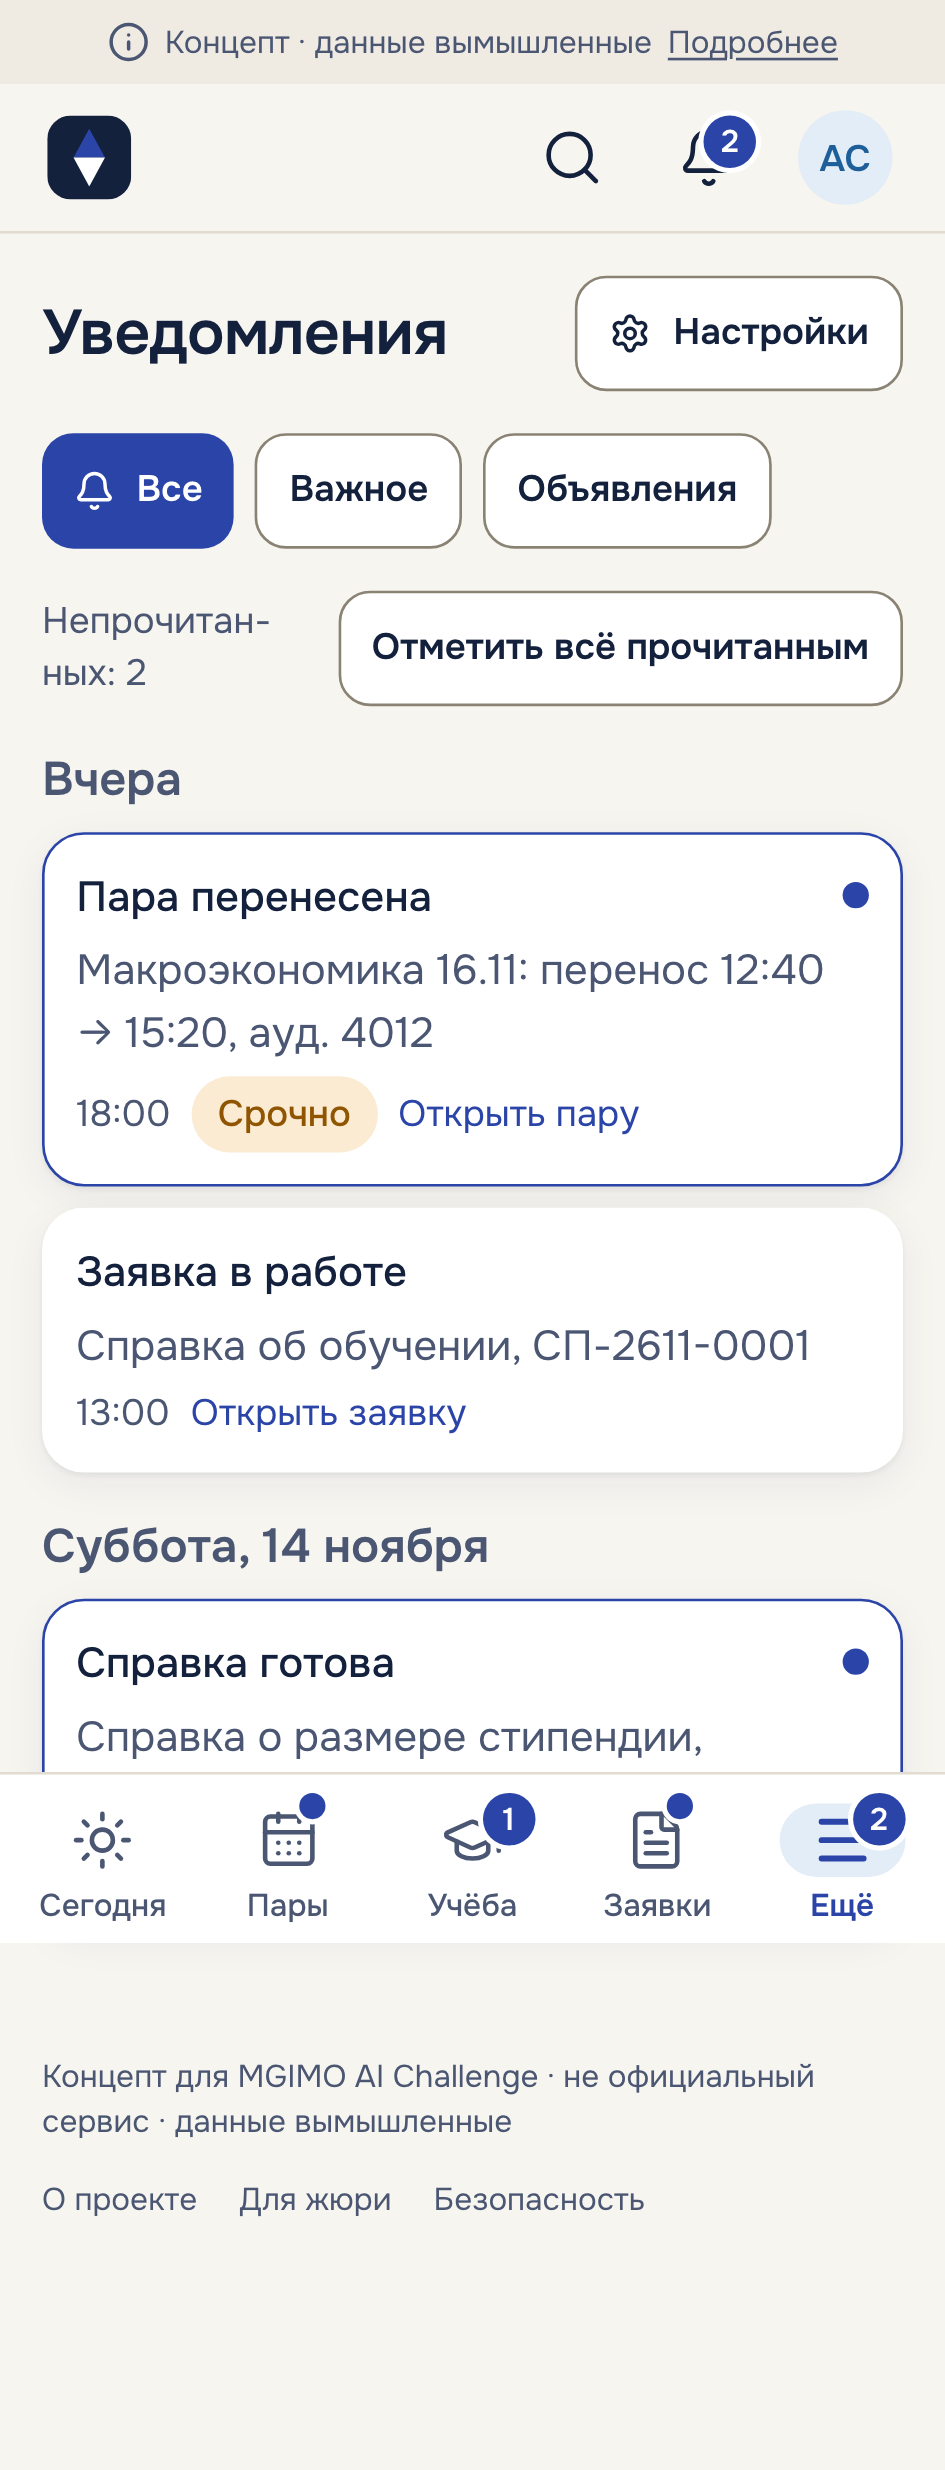 Концепт · данные вымышленные Подробнее
2
АС
Уведомления
Настройки
Все
Важное
Объявления
Непрочитан-
ных: 2
Отметить всё прочитанным
Вчера
Пара перенесена
Макроэкономика 16.11: перенос 12:40
→ 15:20, ауд. 4012
18:00 Срочно Открыть пару
Заявка в работе
Справка об обучении, СП-2611-0001
13:00 Открыть заявку
Суббота, 14 ноября
Справка готова
Справка о размере стипендии,
1
2
Сегодня Пары Учёба Заявки Ещё
Концепт для MGIMO AI Challenge · не официальный
сервис · данные вымышленные
О проекте Для жюри Безопасность